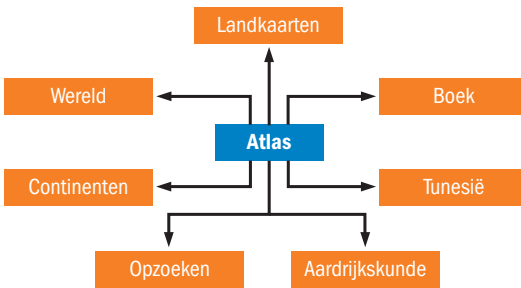 Landkaarten
Wereld
Boek
Atlas
Continenten
Tunesië
Opzoeken
Aardrijkskunde